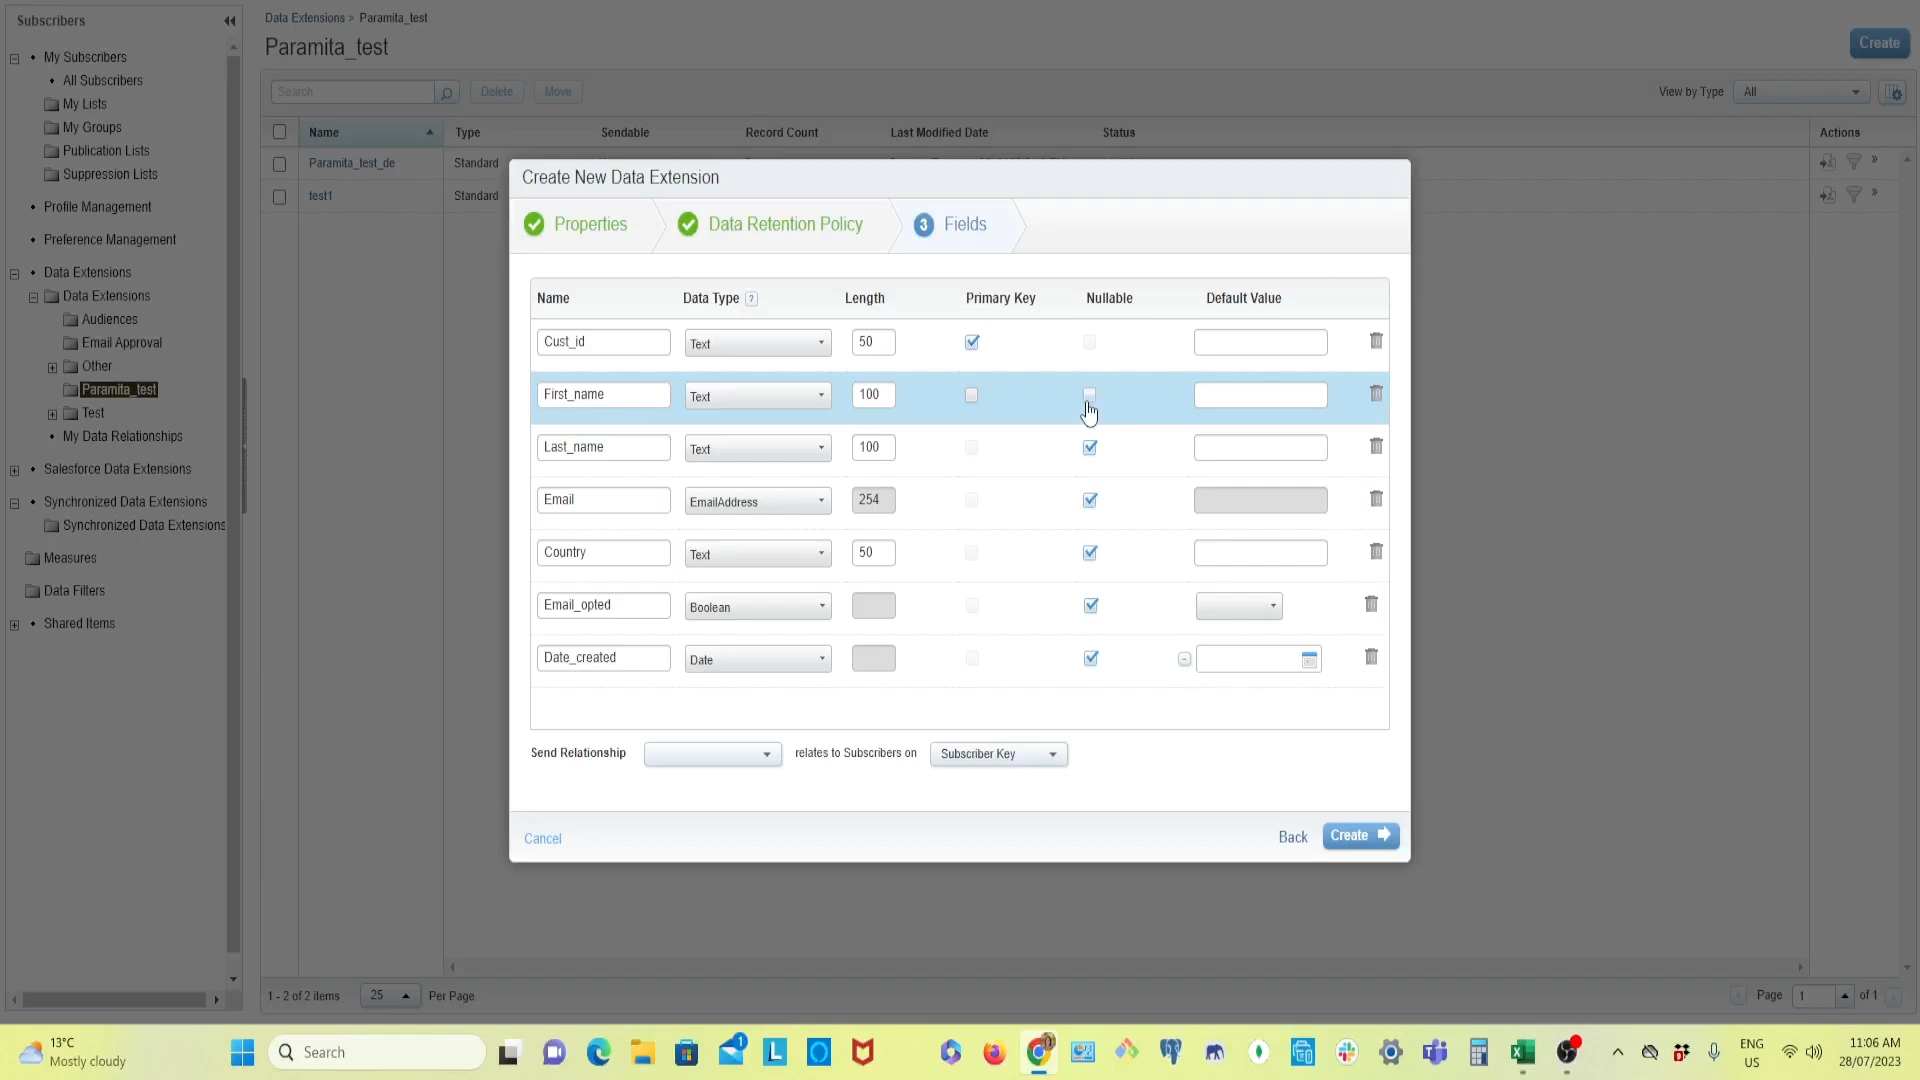 Subscribers
My Subscribers
All Subscribers
My Lists
My Groups
Publication Lists
Suppression Lists
Profile Management
Preference Management
Data Extensions
Data Extensions
Audiences
Email Approval
Other
Paramita_test
Test
My Data Relationships
Salesforce Data Extensions
Synchronized Data Extensions
Synchronized Data Extensions
Measures
Data Filters
Shared Items
Data Extensions > Paramita_test
Paramita_test
Create
Search Delete Move View by Type All
Name Type Sendable Record Count Last Modified Date Status Actions
Paramita_test_de Standard
test1 Standard
Create New Data Extension
Properties Data Retention Policy 3 Fields
Name Data Type ? Length Primary Key Nullable Default Value
Cust_id Text 50
First_name Text 100
Last_name Text 100
Email EmailAddress 254
Country Text 50
Email_opted Boolean
Date_created Date
Send Relationship relates to Subscribers on Subscriber Key
Cancel Back Create
1 - 2 of 2 items 25 Per Page Page 1 of 1
13°C
Mostly cloudy
Search
1
L
ENG
US
11:06 AM
28/07/2023